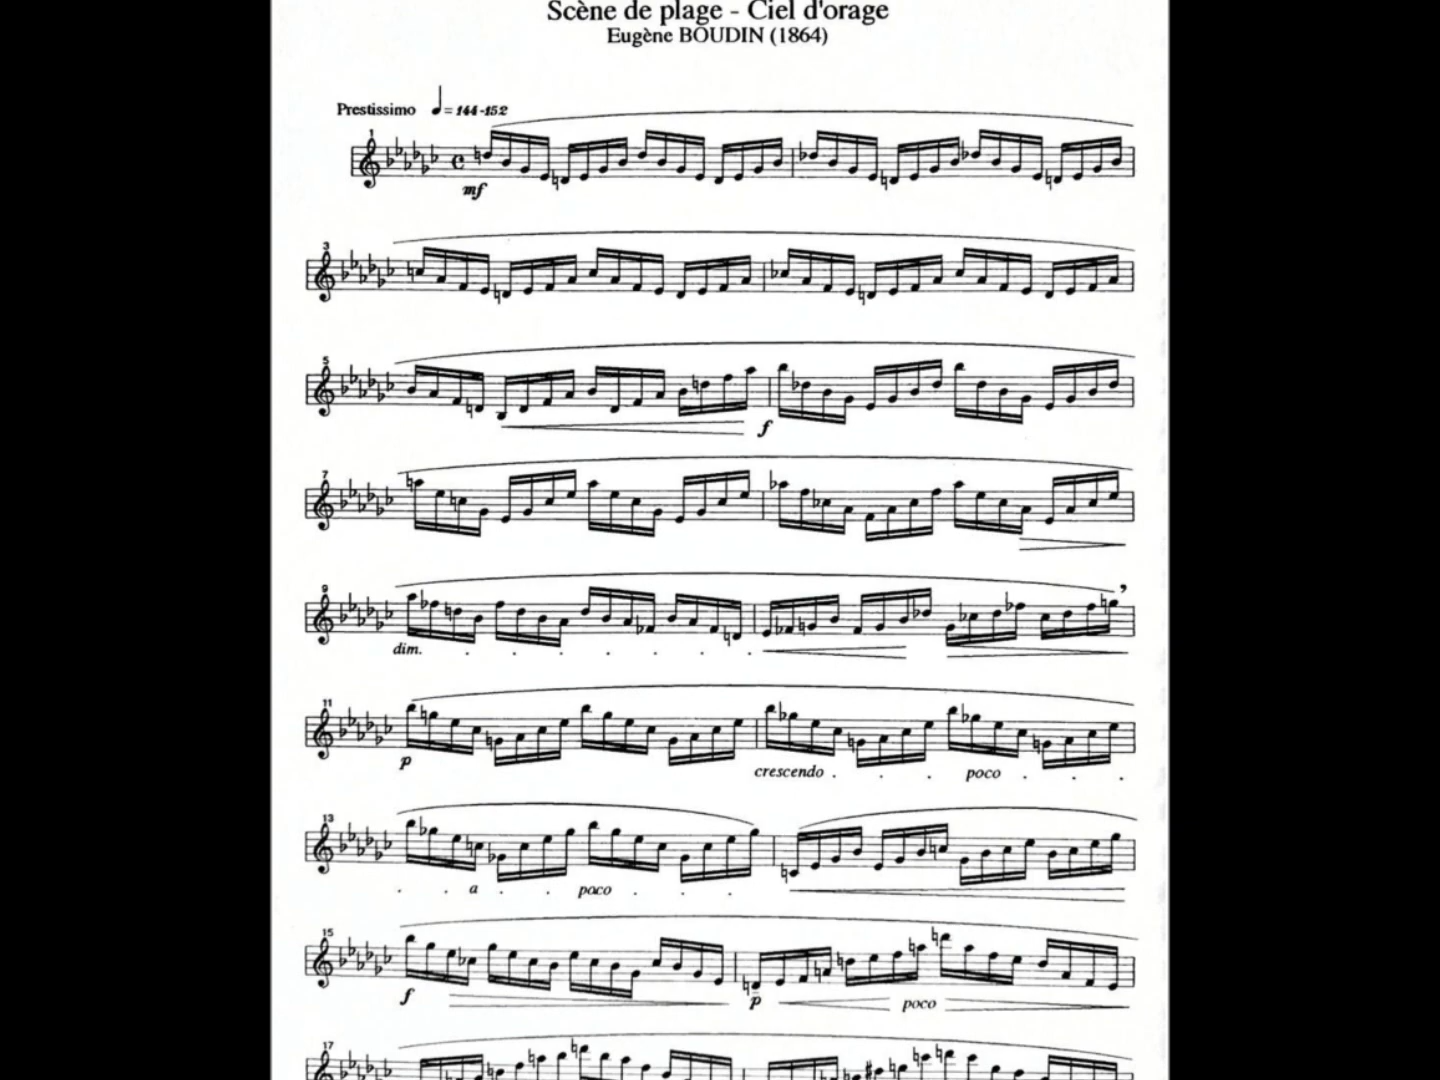 Scène de plage - Ciel d'orage
Eugène BOUDIN (1864)
Prestissimo ♩ = 144-152
1
mf
3
5
f
7
9
dim. . . . . . .
11
p
crescendo . . . poco . . .
13
. . a . . poco . . .
15
f
p
poco
17